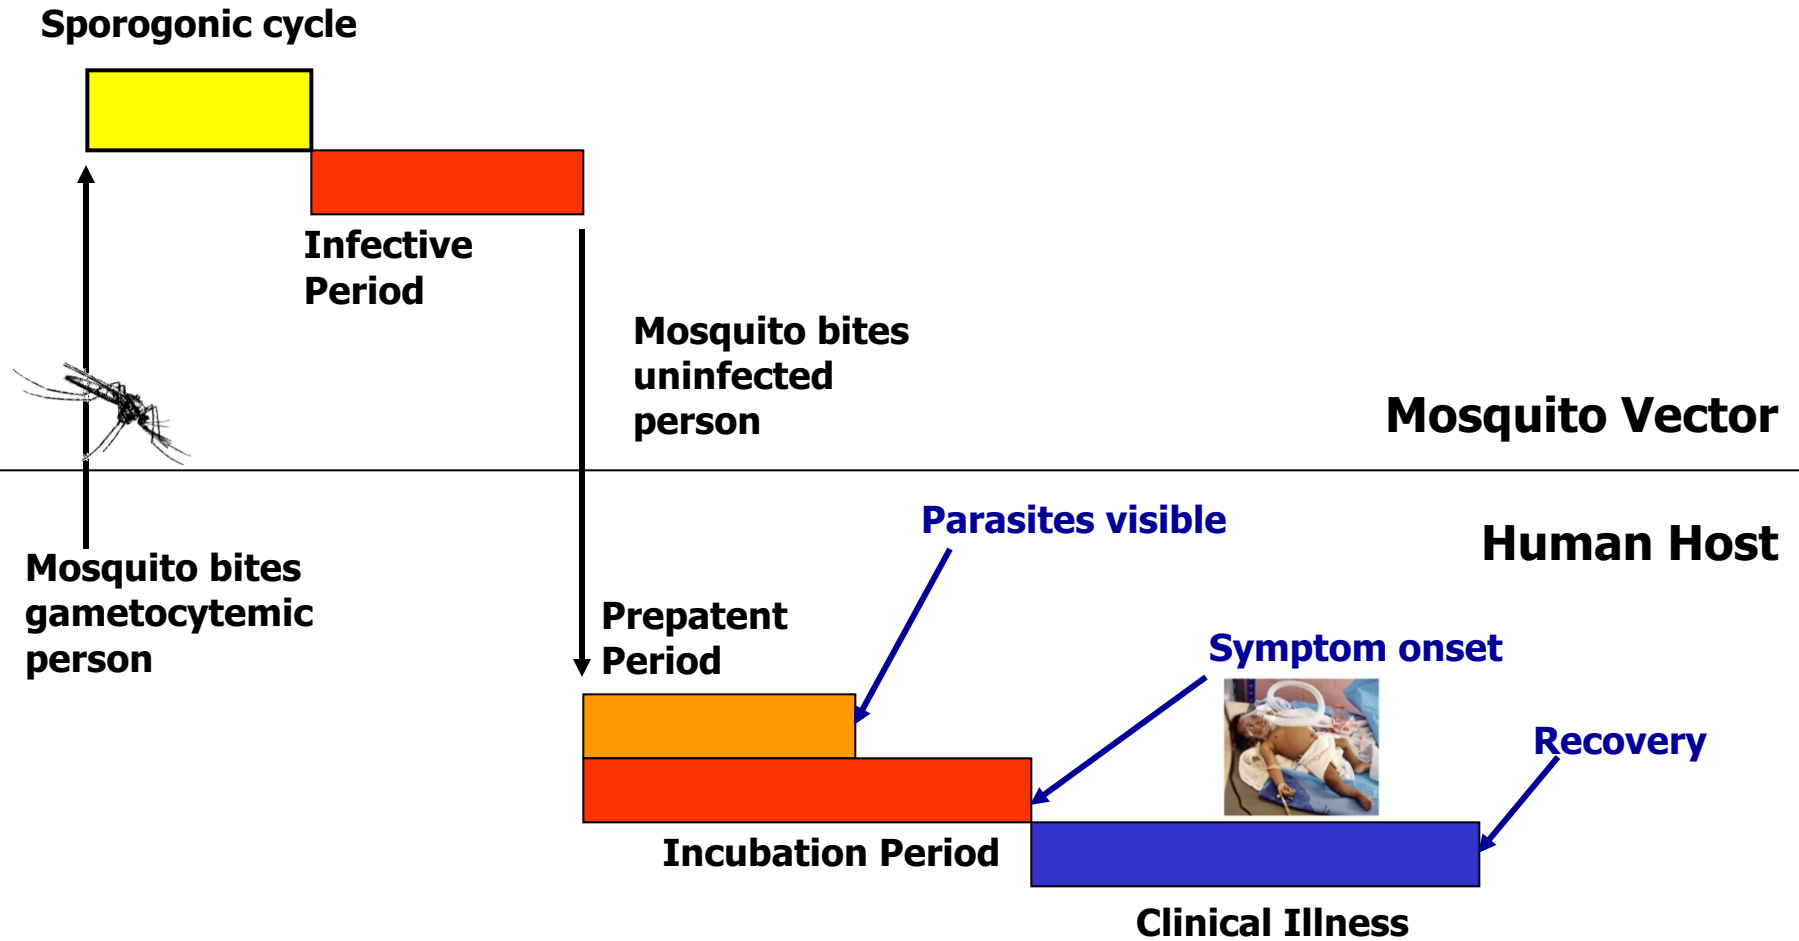 Sporogonic cycle
Infective
Period
Mosquito bites
uninfected
person
Mosquito Vector
Human Host
Mosquito bites
gametocytemic
person
Parasites visible
Prepatent
Period
Symptom onset
Recovery
Incubation Period
Clinical Illness